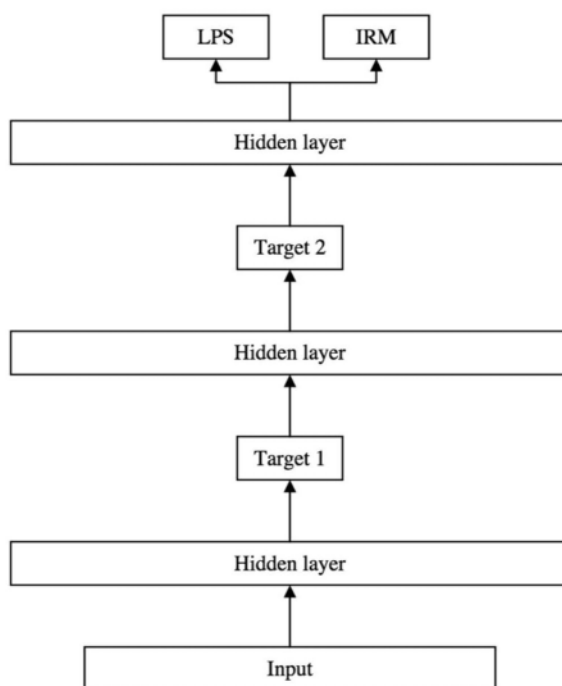 LPS IRM
Hidden layer
Target 2
Hidden layer
Target 1
Hidden layer
Input